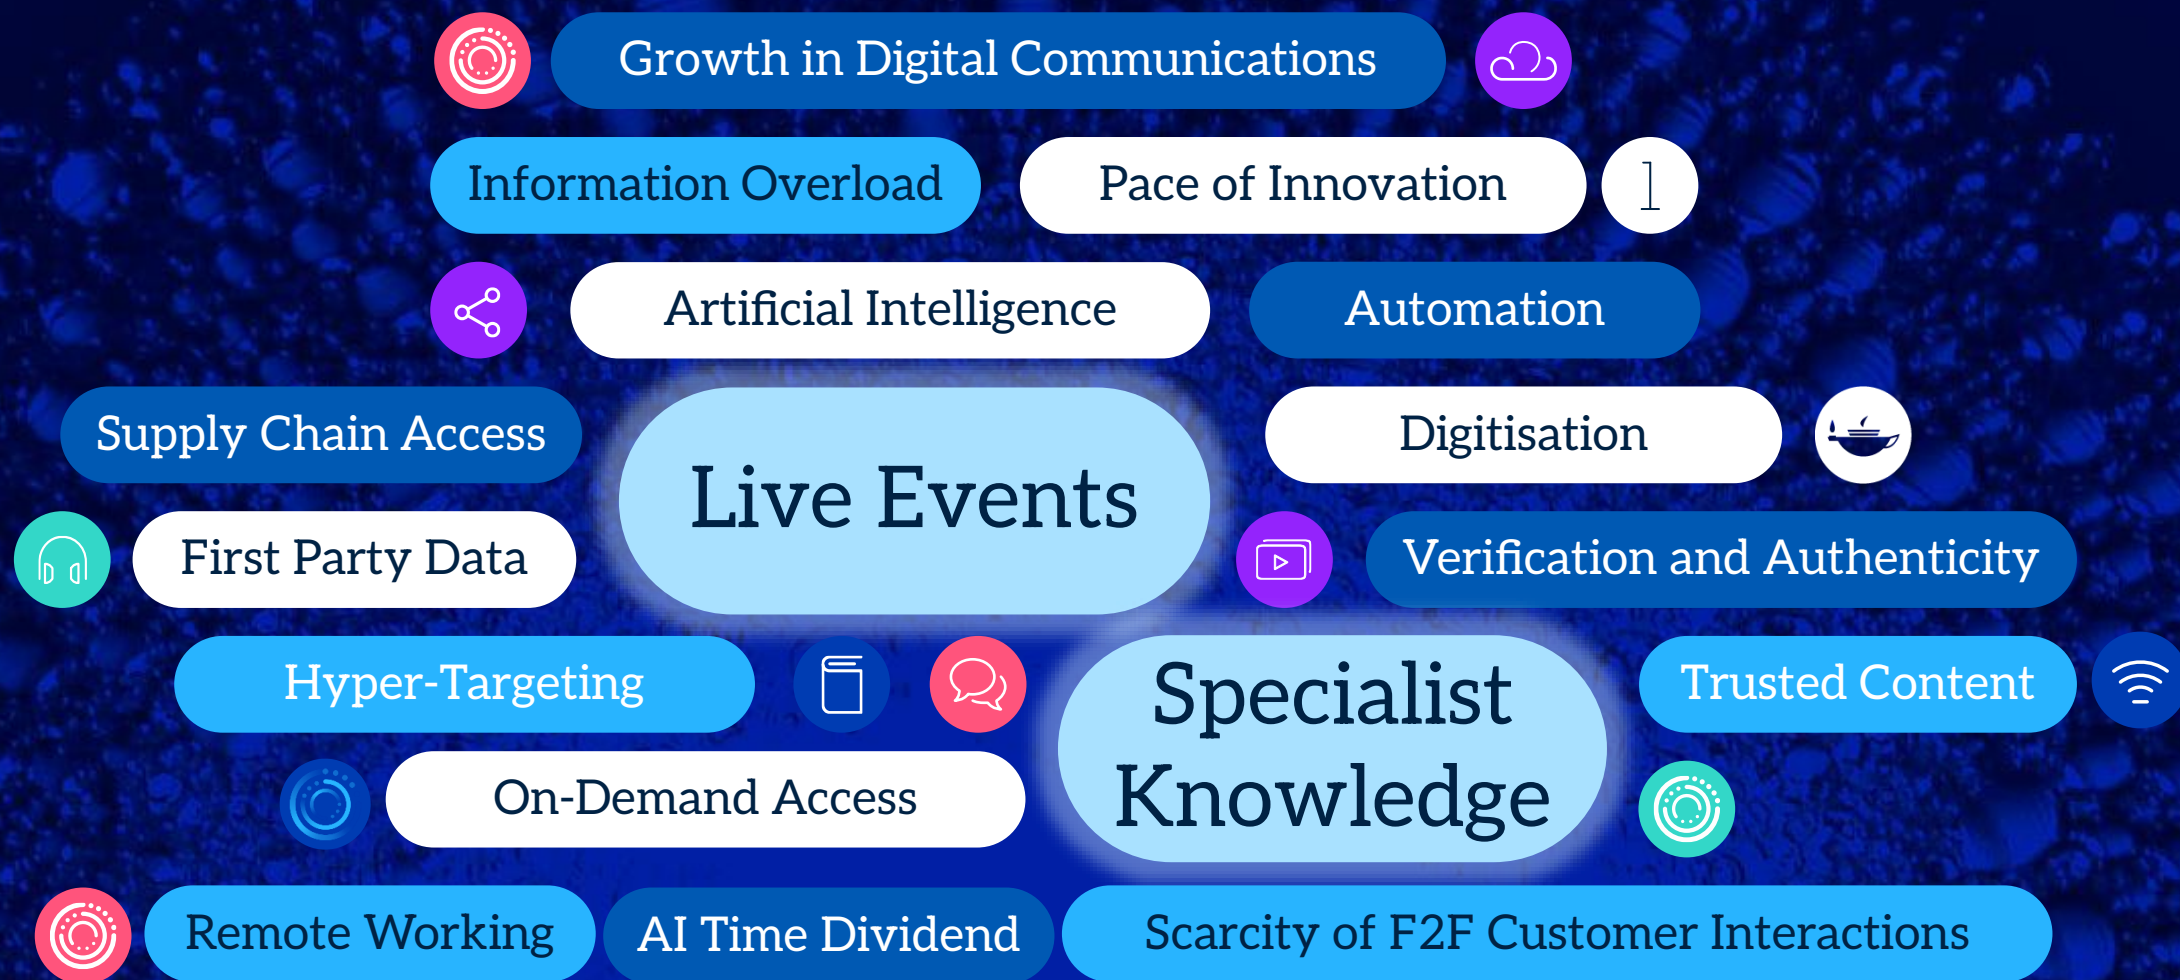 Growth in Digital Communications
Information Overload
Pace of Innovation
1
Artificial Intelligence
Automation
Supply Chain Access
Live Events
Digitisation
First Party Data
Verification and Authenticity
Hyper-Targeting
Specialist
Knowledge
Trusted Content
On-Demand Access
Remote Working
AI Time Dividend
Scarcity of F2F Customer Interactions